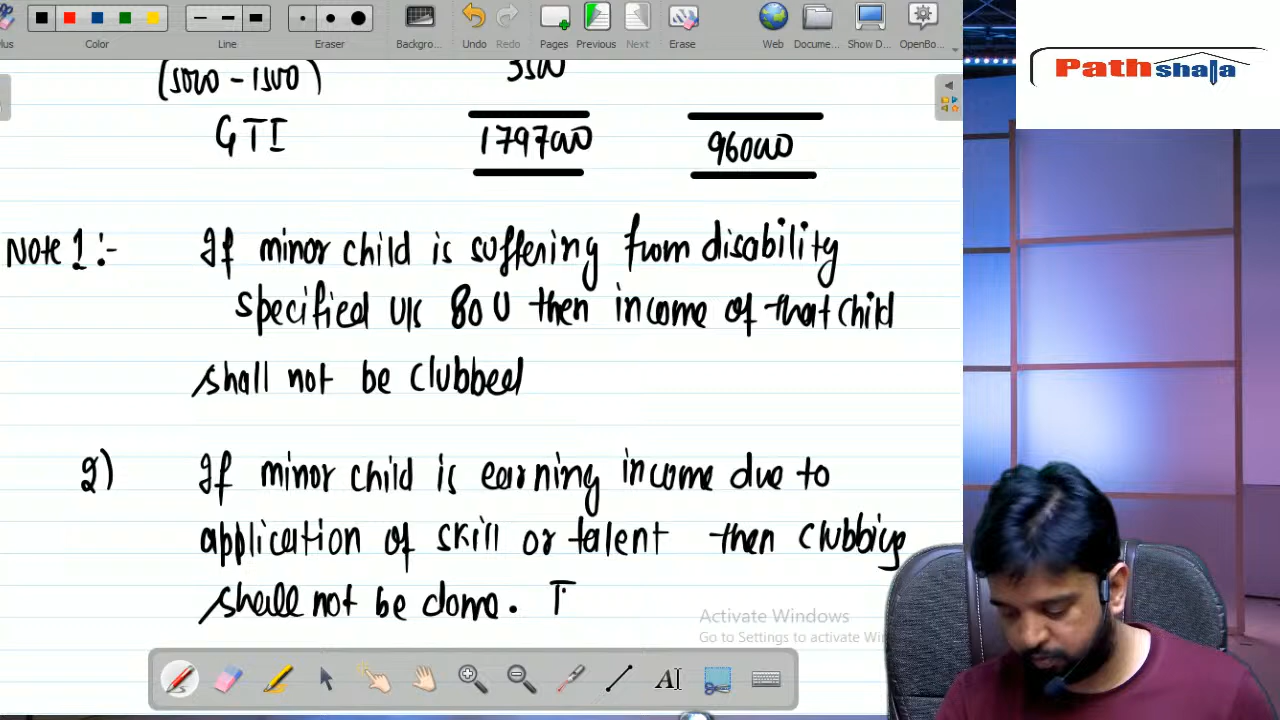 Color
Line
Eraser
Backgro...
Undo
Redo
Pages
Previous
Next
Erase
Web
Docume...
Show D...
OpenBo...
Pathshala
(5000 - 1500) 3500
GTI 1797000 960000
Note 1:- If minor child is suffering from disability
specified u/s 80U then income of that child
shall not be clubbed
2) If minor child is earning income due to
application of skill or talent then clubbing
shall not be done.
Activate Windows
Go to Settings to activate Wi